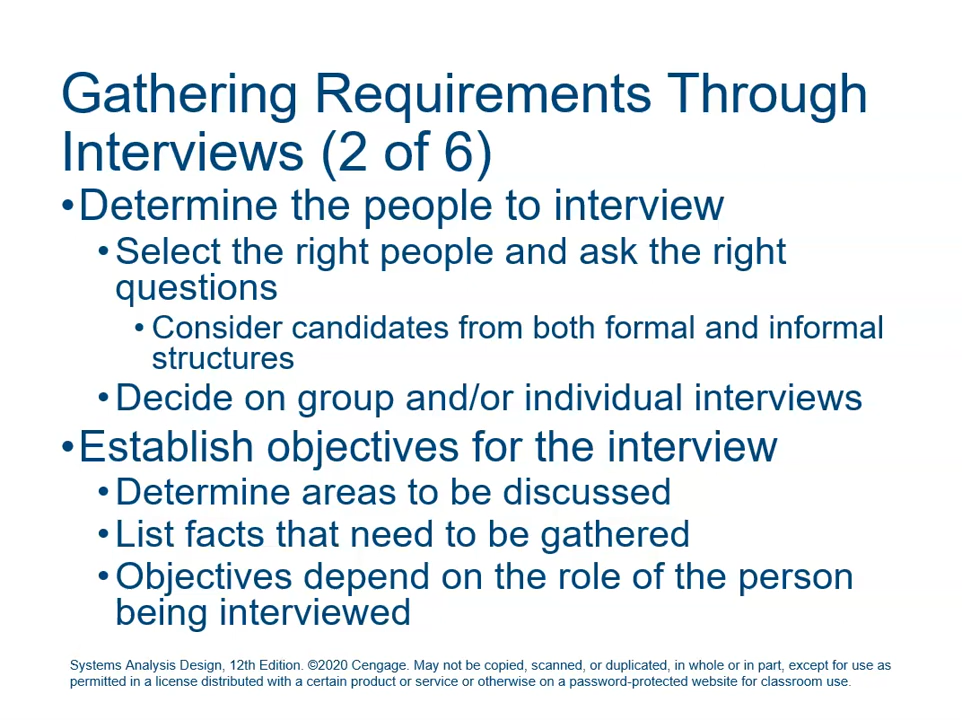 Gathering Requirements Through
Interviews (2 of 6)
•Determine the people to interview
•Select the right people and ask the right
questions
•Consider candidates from both formal and informal
structures
•Decide on group and/or individual interviews
•Establish objectives for the interview
•Determine areas to be discussed
•List facts that need to be gathered
•Objectives depend on the role of the person
being interviewed
Systems Analysis Design, 12th Edition. ©2020 Cengage. May not be copied, scanned, or duplicated, in whole or in part, except for use as
permitted in a license distributed with a certain product or service or otherwise on a password-protected website for classroom use.